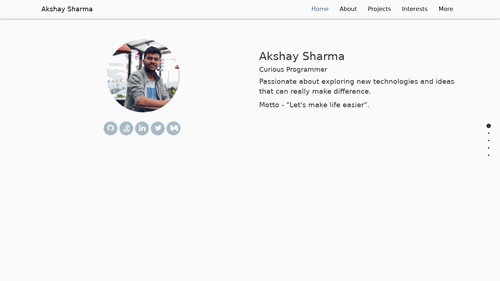 Akshay Sharma
Home About Projects Interests More
Akshay Sharma
Curious Programmer
Passionate about exploring new technologies and ideas
that can really make difference.
Motto - "Let's make life easier".